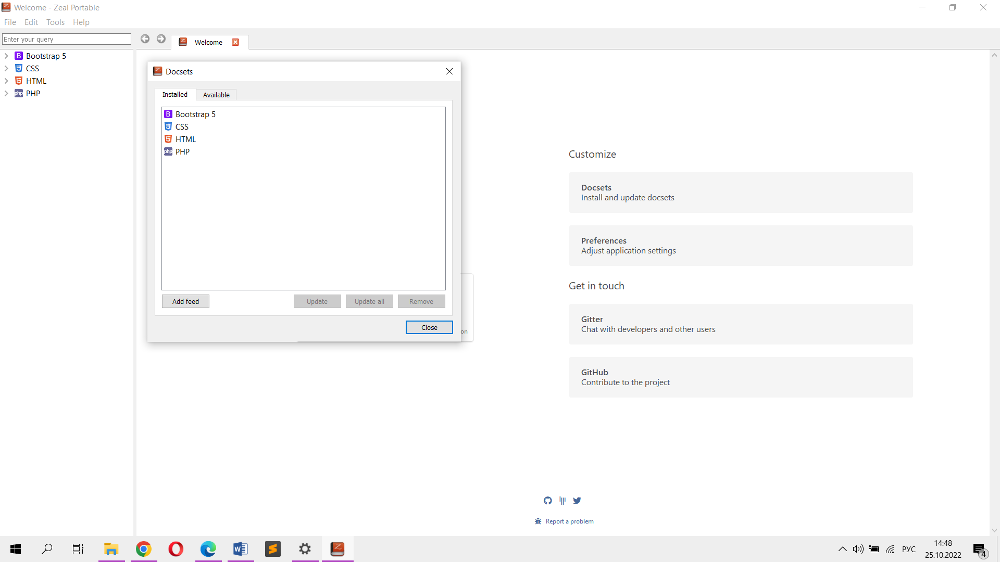 Welcome - Zeal Portable
File Edit Tools Help
Enter your query
Welcome
Bootstrap 5
CSS
HTML
PHP
Docsets
Installed
Available
Bootstrap 5
CSS
HTML
PHP
Add feed
Update
Update all
Remove
Close
on
Customize
Docsets
Install and update docsets
Preferences
Adjust application settings
Get in touch
Gitter
Chat with developers and other users
GitHub
Contribute to the project
Report a problem
РУС
14:48
25.10.2022
4